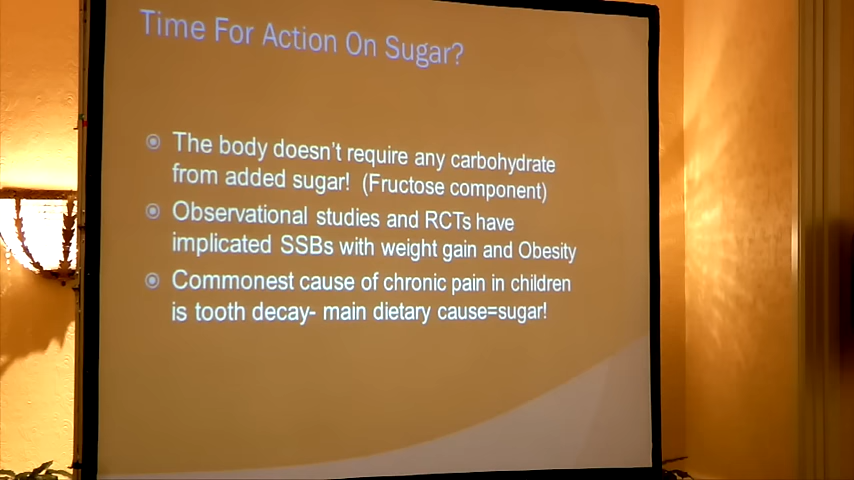 Time For Action On Sugar?
The body doesn't require any carbohydrate
from added sugar! (Fructose component)
Observational studies and RCTs have
implicated SSBs with weight gain and Obesity
Commonest cause of chronic pain in children
is tooth decay- main dietary cause=sugar!